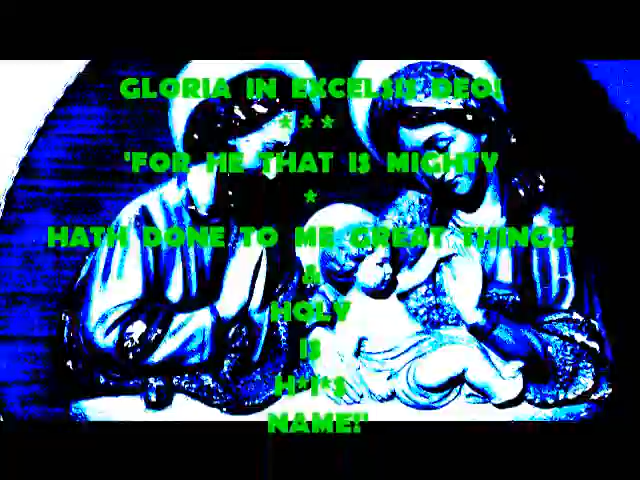 GLORIA IN EXCELSIS DEO!
***
'FOR HE THAT IS MIGHTY
*
HATH DONE TO ME GREAT THINGS!
&
HOLY
IS
H*I*S
NAME!'